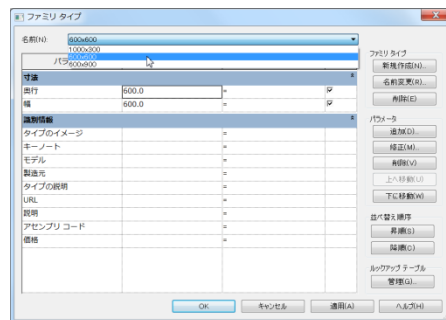 ファミリ タイプ
名前(N):
600x600
1000x300
600x600
600x900
パラ
ファミリ タイプ
新規作成(N)...
名前変更(R)...
削除(E)
寸法
奥行 600.0 =
幅 600.0 =
識別情報
タイプのイメージ =
キーノート =
モデル =
製造元 =
タイプの説明 =
URL =
説明 =
アセンブリ コード =
価格 =
パラメータ
追加(D)...
修正(M)...
削除(V)
上へ移動(U)
下に移動(W)
並べ替え順序
昇順(S)
降順(C)
ルックアップ テーブル
管理(G)...
OK キャンセル 適用(A) ヘルプ(H)